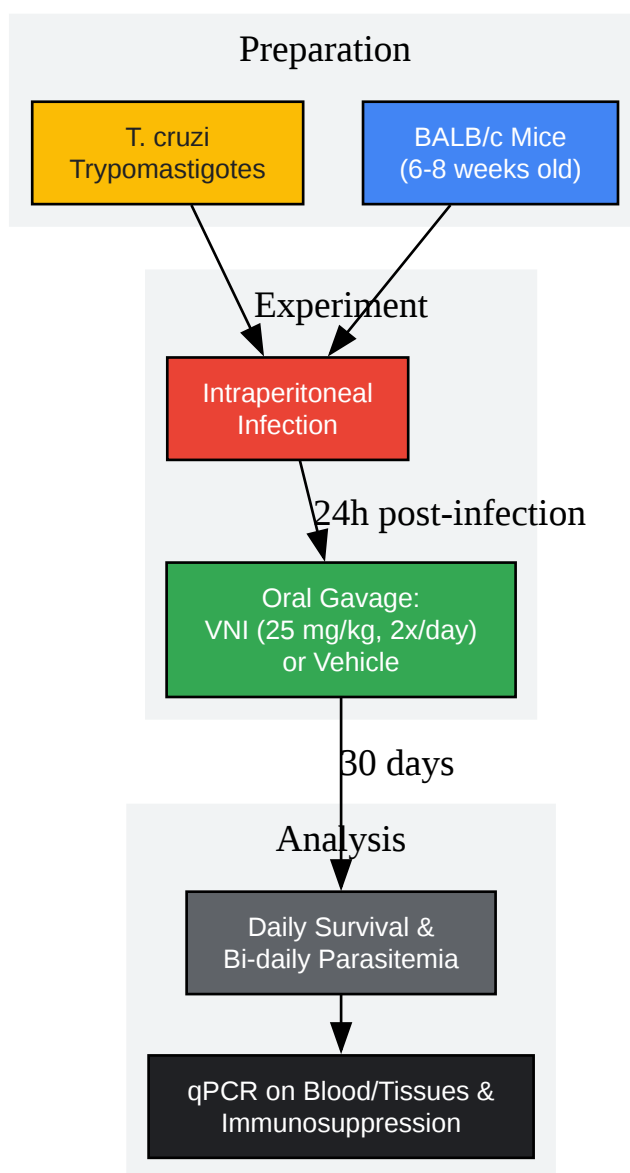 Preparation
T. cruzi
Trypomastigotes
BALB/c Mice
(6-8 weeks old)
Experiment
Intraperitoneal
Infection
24h post-infection
Oral Gavage:
VNI (25 mg/kg, 2x/day)
or Vehicle
30 days
Analysis
Daily Survival &
Bi-daily Parasitemia
qPCR on Blood/Tissues &
Immunosuppression